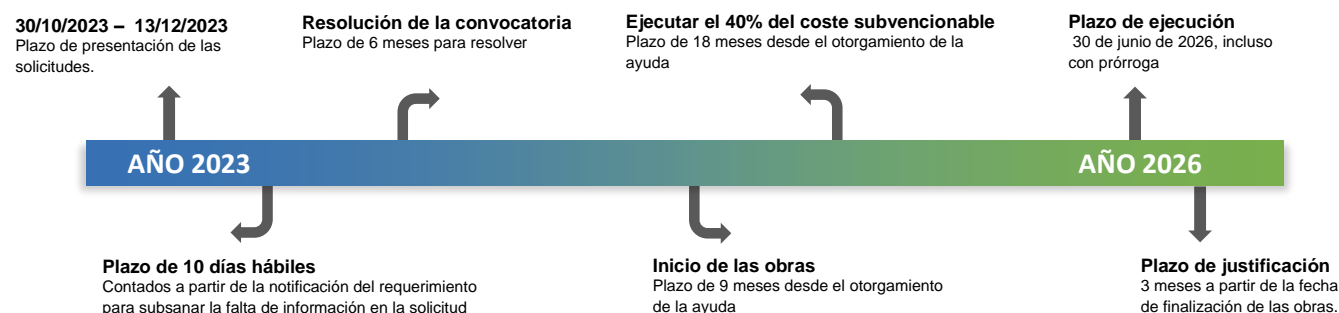 30/10/2023 – 13/12/2023
Plazo de presentación de las
solicitudes.
Resolución de la convocatoria
Plazo de 6 meses para resolver
Ejecutar el 40% del coste subvencionable
Plazo de 18 meses desde el otorgamiento de la
ayuda
Plazo de ejecución
30 de junio de 2026, incluso
con prórroga
AÑO 2023
AÑO 2026
Plazo de 10 días hábiles
Contados a partir de la notificación del requerimiento
para subsanar la falta de información en la solicitud
Inicio de las obras
Plazo de 9 meses desde el otorgamiento
de la ayuda
Plazo de justificación
3 meses a partir de la fecha
de finalización de las obras.